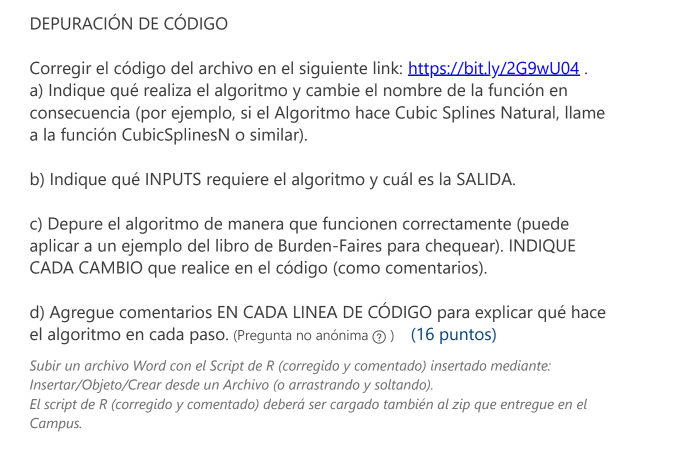 DEPURACIÓN DE CÓDIGO
Corregir el código del archivo en el siguiente link: https://bit.ly/2G9wU04 .
a) Indique qué realiza el algoritmo y cambie el nombre de la función en
consecuencia (por ejemplo, si el Algoritmo hace Cubic Splines Natural, llame
a la función CubicSplinesN o similar).
b) Indique qué INPUTS requiere el algoritmo y cuál es la SALIDA.
c) Depure el algoritmo de manera que funcionen correctamente (puede
aplicar a un ejemplo del libro de Burden-Faires para chequear). INDIQUE
CADA CAMBIO que realice en el código (como comentarios).
d) Agregue comentarios EN CADA LINEA DE CÓDIGO para explicar qué hace
el algoritmo en cada paso. (Pregunta no anónima ? ) (16 puntos)
Subir un archivo Word con el Script de R (corregido y comentado) insertado mediante:
Insertar/Objeto/Crear desde un Archivo (o arrastrando y soltando).
El script de R (corregido y comentado) deberá ser cargado también al zip que entregue en el
Campus.